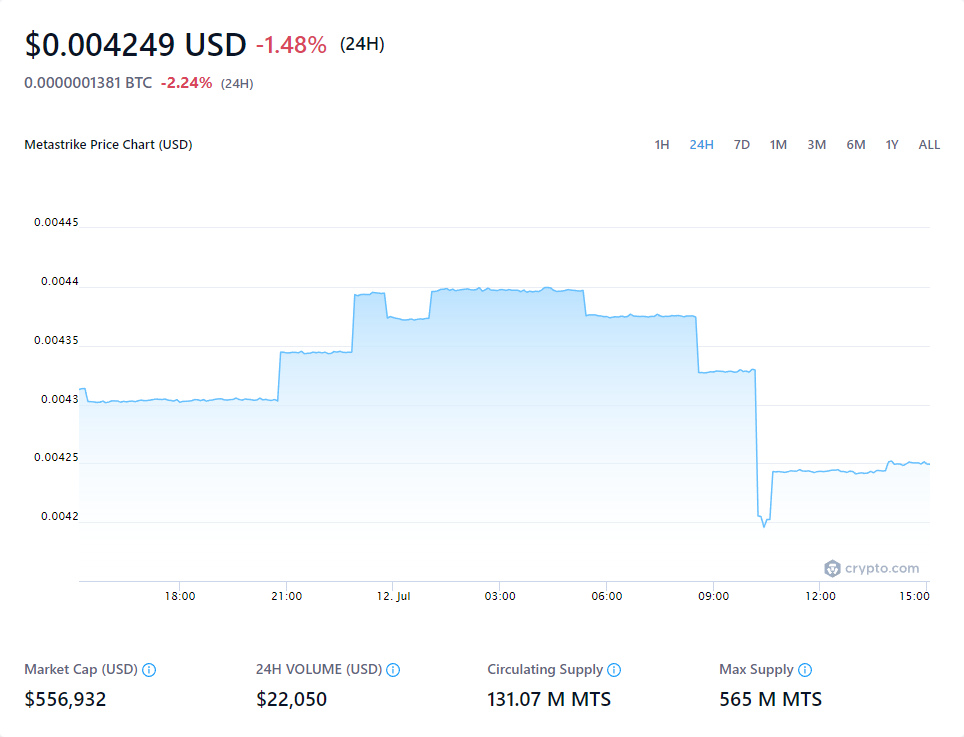 $0.004249 USD -1.48% (24H)
0.0000001381 BTC -2.24% (24H)
Metastrike Price Chart (USD) 1H 24H 7D 1M 3M 6M 1Y ALL
0.00445
0.0044
0.00435
0.0043
0.00425
0.0042
crypto.com
18:00 21:00 12. Jul 03:00 06:00 09:00 12:00 15:00
Market Cap (USD) 24H VOLUME (USD) Circulating Supply Max Supply
$556,932 $22,050 131.07 M MTS 565 M MTS